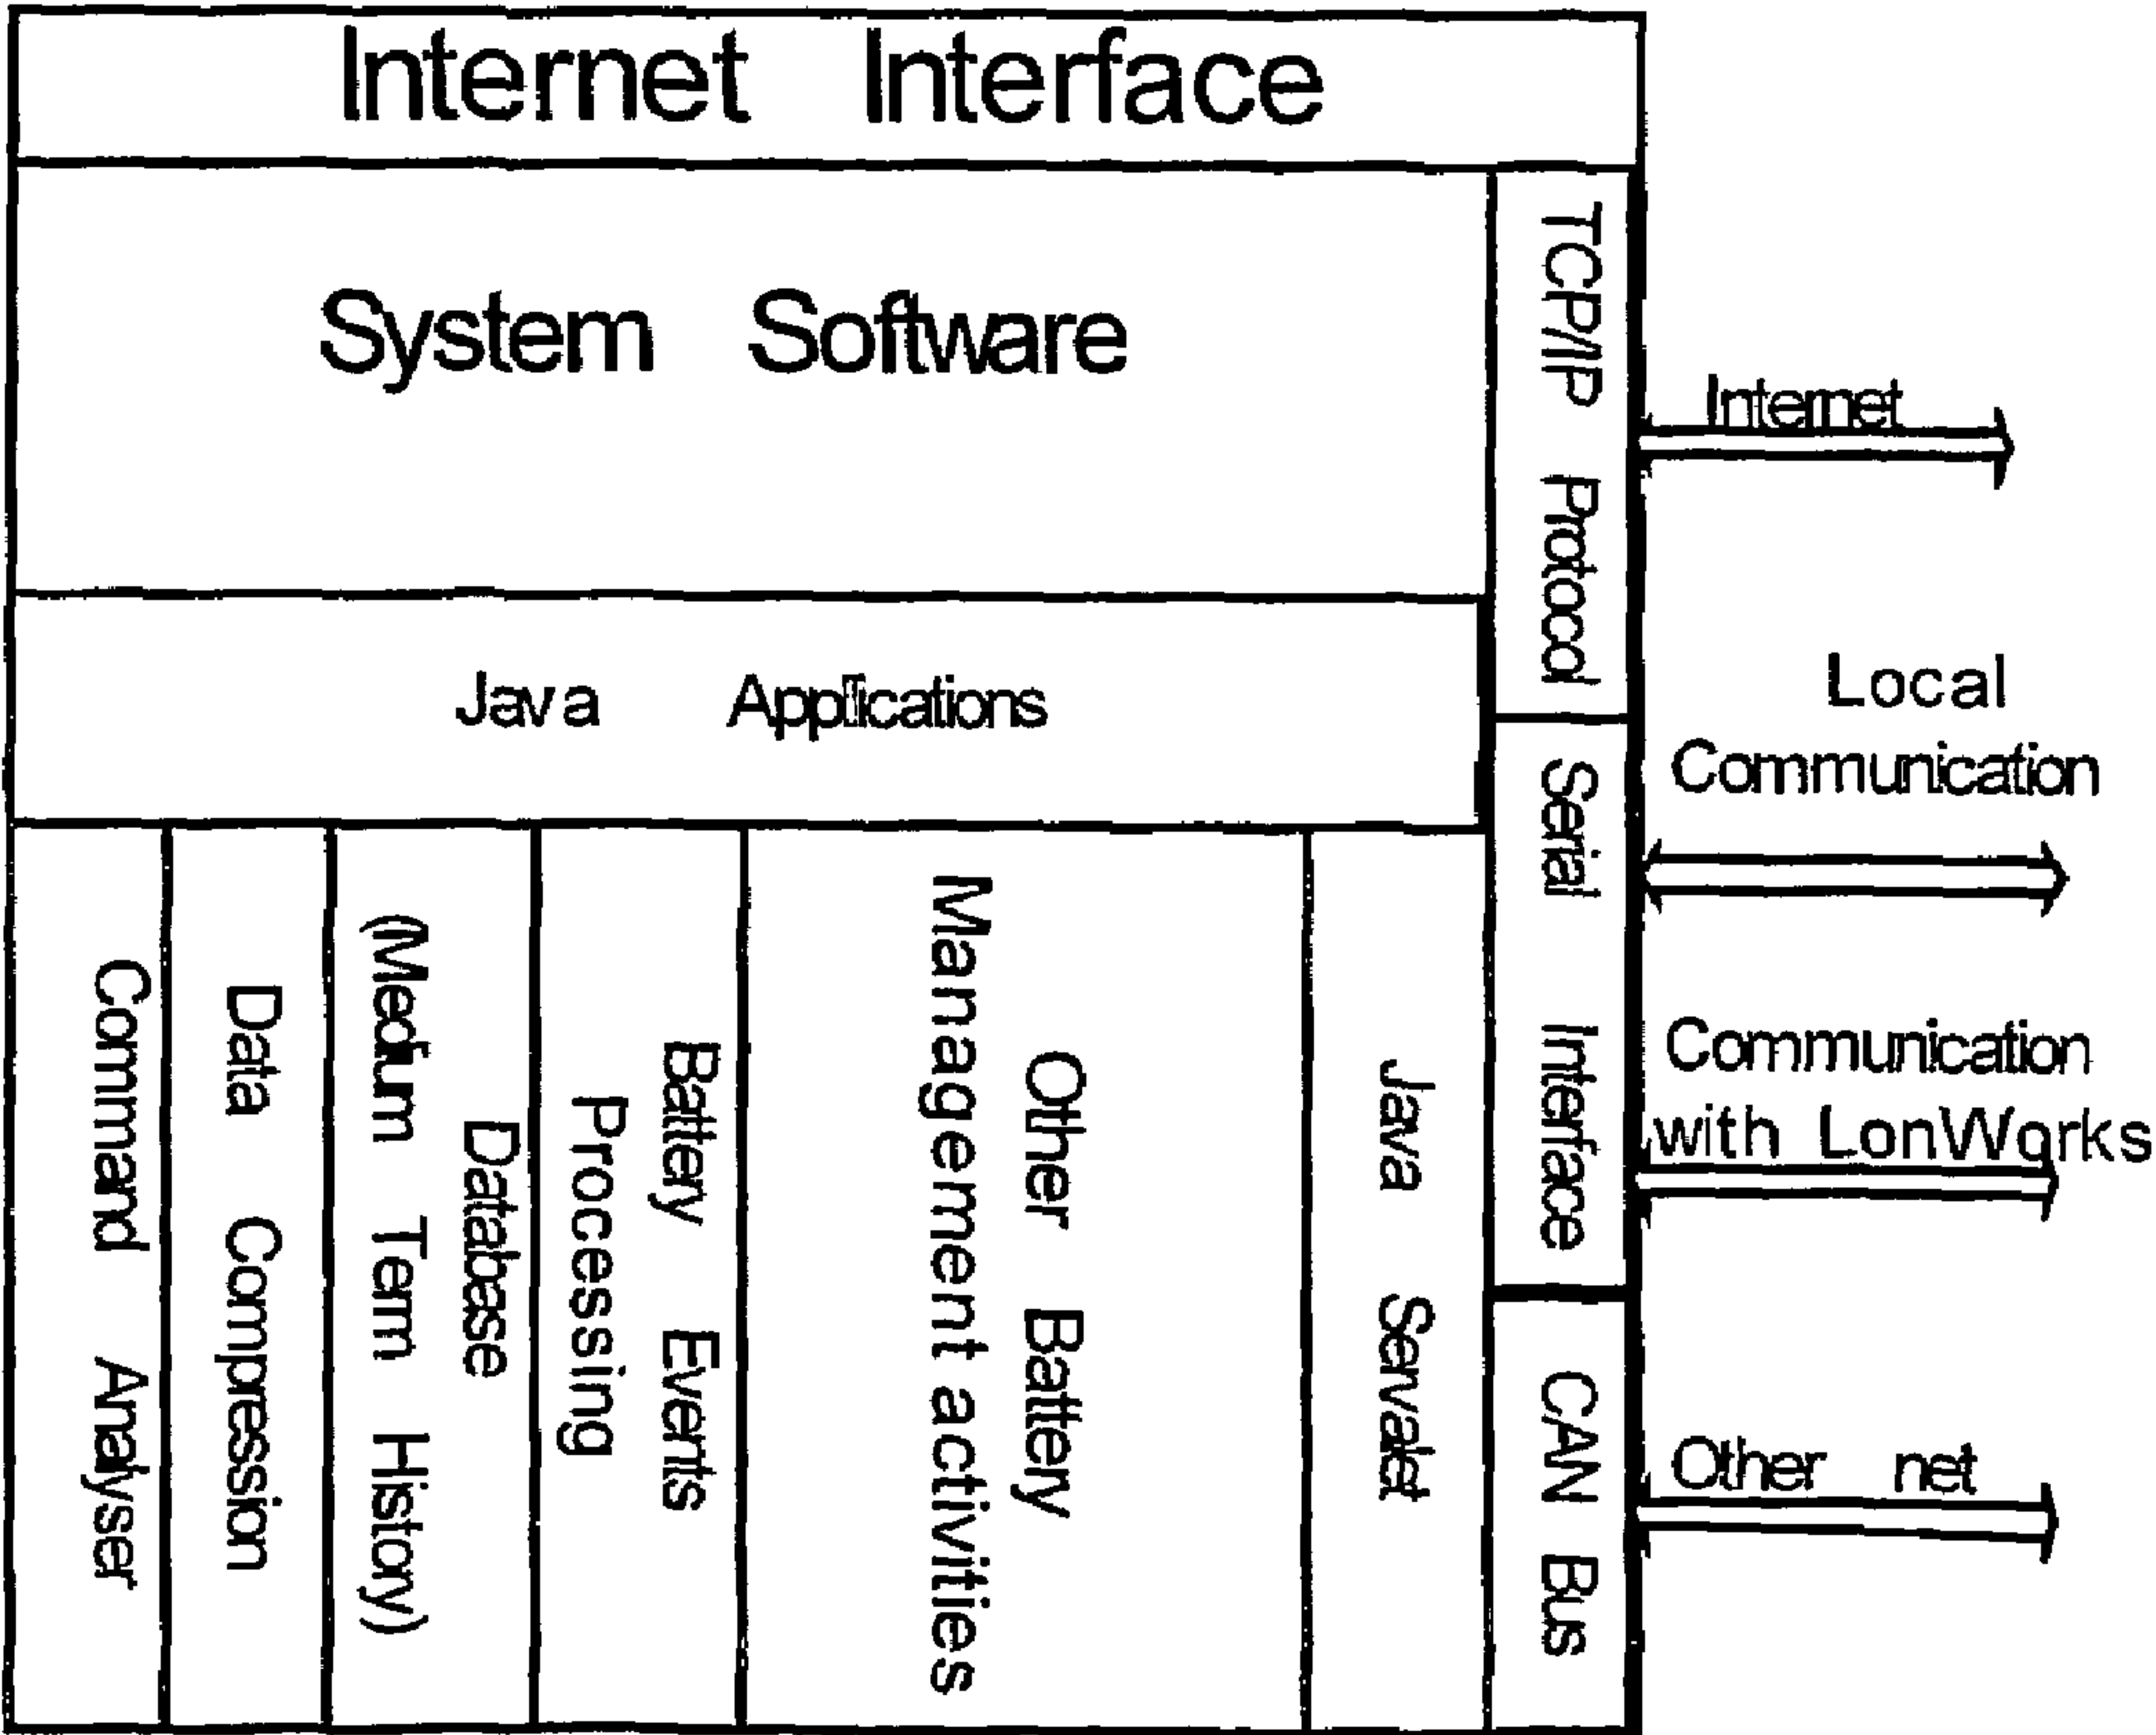 Internet Interface
System Software
TCP/IP Protocol
Internet
Java Applications
Local
Communication
Serial Interface
Communication
with LonWorks
Command Analyser
Data Compression
Database
(Medium Term History)
Battery Events
Processing
Other Battery
Management activities
Java Servalet
CAN Bus
Other net